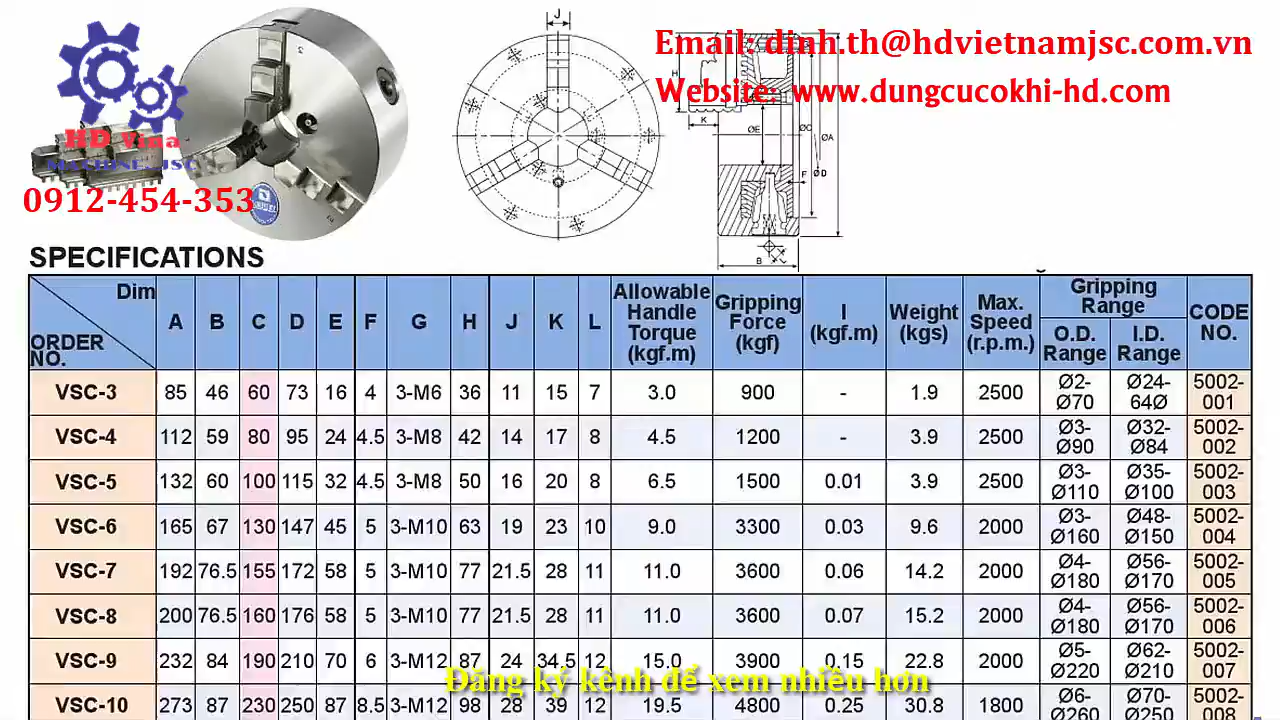 Email: dinh.th@hdvietnamjsc.com.vn
Website: www.dungcucokhi-hd.com
HD Vina
MACHINE.,JSC
0912-454-353
J
H
K
ØE
ØC
ØA
ØD
F
B
L
SPECIFICATIONS
Dim
ORDER NO.
A B C D E F G H J K L Allowable Handle Torque (kgf.m) Gripping Force (kgf) I (kgf.m) Weight (kgs) Max. Speed (r.p.m.) Gripping Range O.D. Range I.D. Range CODE NO.
VSC-3 85 46 60 73 16 4 3-M6 36 11 15 7 3.0 900 - 1.9 2500 Ø2-Ø70 Ø24-64Ø 5002-001
VSC-4 112 59 80 95 24 4.5 3-M8 42 14 17 8 4.5 1200 - 3.9 2500 Ø3-Ø90 Ø32-Ø84 5002-002
VSC-5 132 60 100 115 32 4.5 3-M8 50 16 20 8 6.5 1500 0.01 3.9 2500 Ø3-Ø110 Ø35-Ø100 5002-003
VSC-6 165 67 130 147 45 5 3-M10 63 19 23 10 9.0 3300 0.03 9.6 2000 Ø3-Ø160 Ø48-Ø150 5002-004
VSC-7 192 76.5 155 172 58 5 3-M10 77 21.5 28 11 11.0 3600 0.06 14.2 2000 Ø4-Ø180 Ø56-Ø170 5002-005
VSC-8 200 76.5 160 176 58 5 3-M10 77 21.5 28 11 11.0 3600 0.07 15.2 2000 Ø4-Ø180 Ø56-Ø170 5002-006
VSC-9 232 84 190 210 70 6 3-M12 87 24 34.5 12 15.0 3900 0.15 22.8 2000 Ø5-Ø220 Ø62-Ø210 5002-007
VSC-10 273 87 230 250 87 8.5 3-M12 98 28 39 12 19.5 4800 0.25 30.8 1800 Ø6-Ø260 Ø70-Ø250 5002-008
Đăng ký kênh để xem nhiều hơn